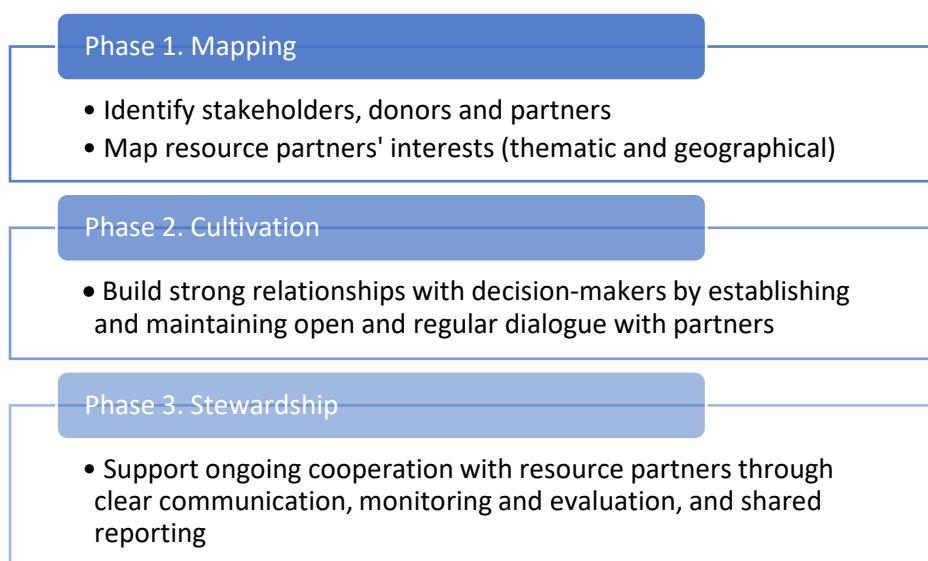 Phase 1. Mapping
• Identify stakeholders, donors and partners
• Map resource partners' interests (thematic and geographical)
Phase 2. Cultivation
• Build strong relationships with decision-makers by establishing
and maintaining open and regular dialogue with partners
Phase 3. Stewardship
• Support ongoing cooperation with resource partners through
clear communication, monitoring and evaluation, and shared
reporting